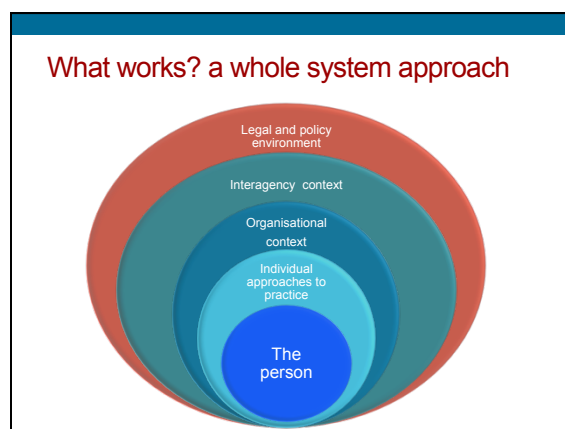 What works? a whole system approach
Legal and policy
environment
Interagency context
Organisational
context
Individual
approaches to
practice
The
person